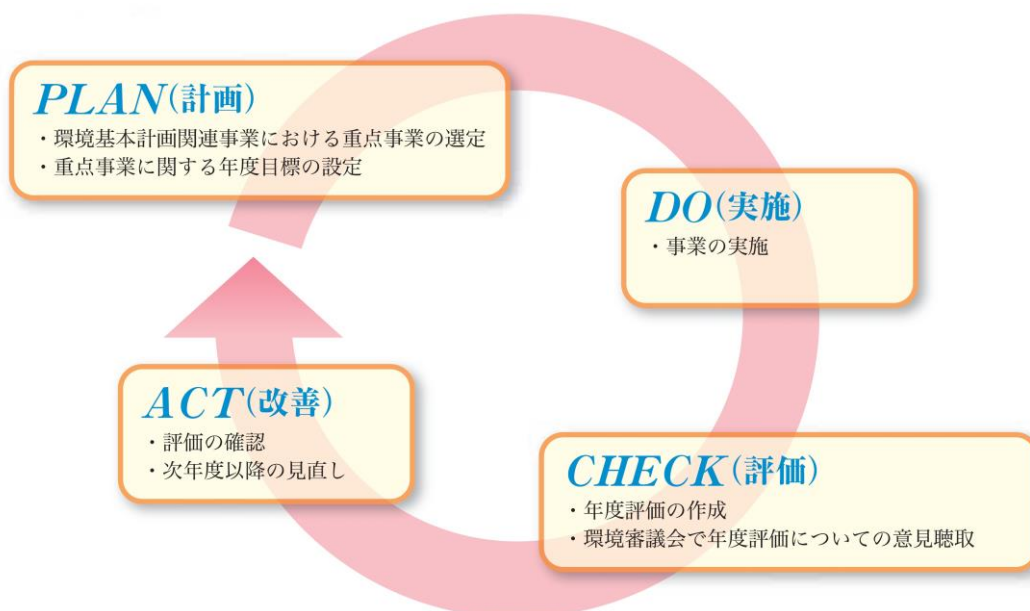 PLAN(計画)
・環境基本計画関連事業における重点事業の選定
・重点事業に関する年度目標の設定
DO(実施)
・事業の実施
CHECK(評価)
・年度評価の作成
・環境審議会で年度評価についての意見聴取
ACT(改善)
・評価の確認
・次年度以降の見直し